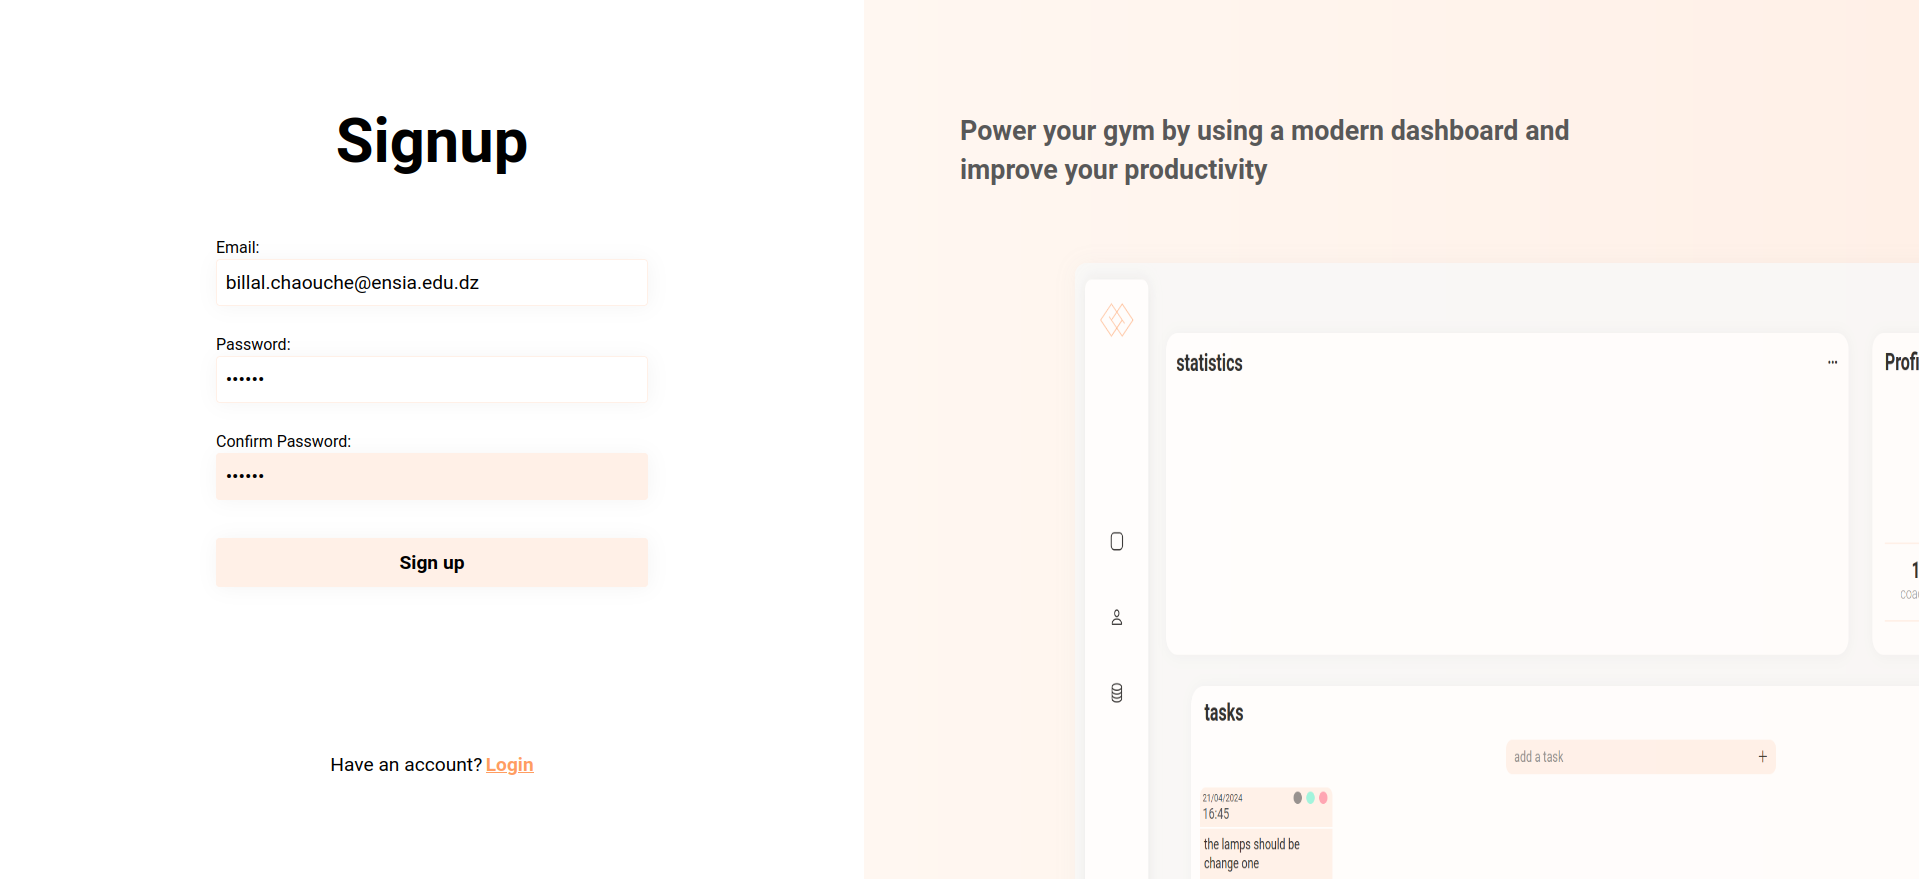 Signup
Email:
billal.chaouche@ensia.edu.dz
Password:
••••••
Confirm Password:
••••••
Sign up
Have an account? Login
Power your gym by using a modern dashboard and
improve your productivity
statistics
...
Profi
1
coa
tasks
add a task +
21/04/2024
16:45
the lamps should be
change one